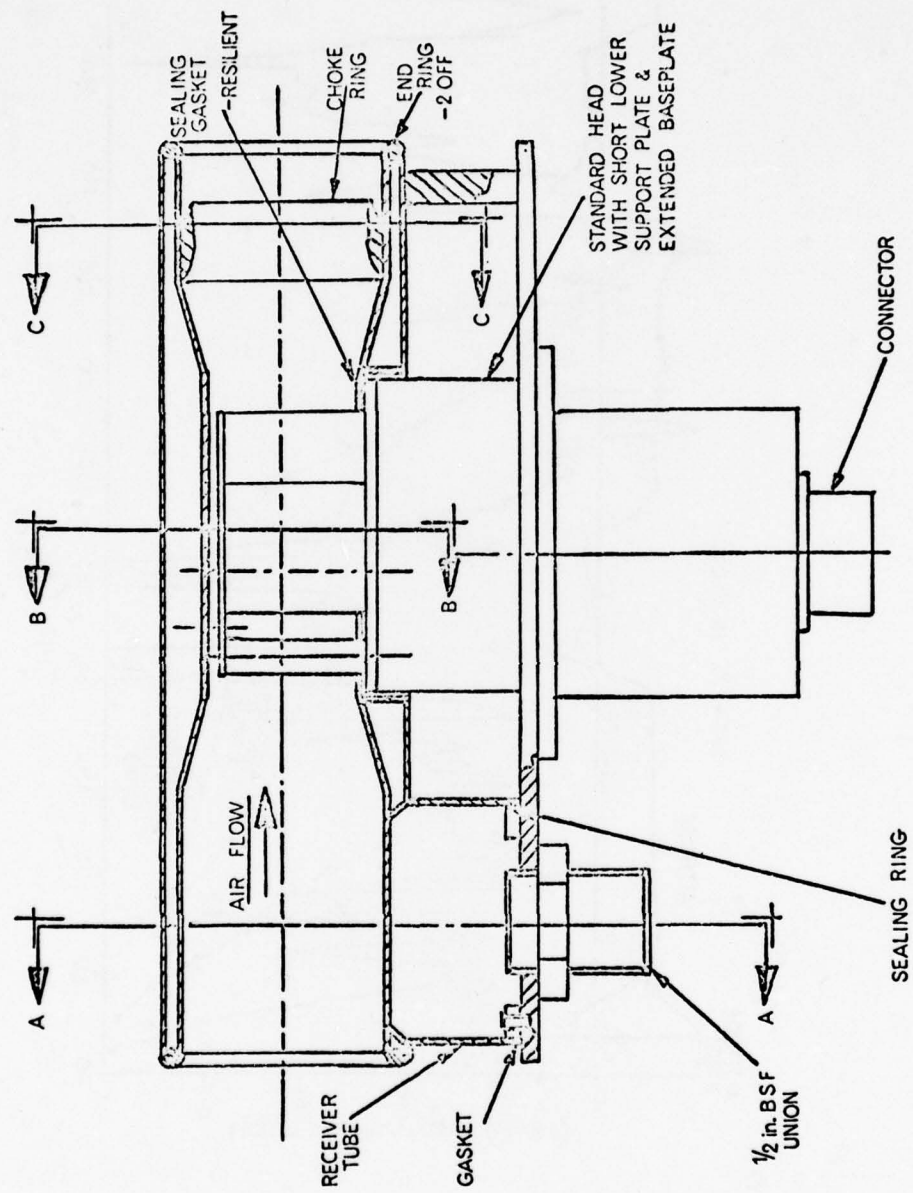 SEALING
GASKET
-RESILIENT
CHOKE
RING
END
RING
-2 OFF
C
C
STANDARD HEAD
WITH SHORT LOWER
SUPPORT PLATE &
EXTENDED BASEPLATE
B
B
CONNECTOR
AIR FLOW
A
A
SEALING RING
RECEIVER
TUBE
GASKET
½ in. BSF
UNION